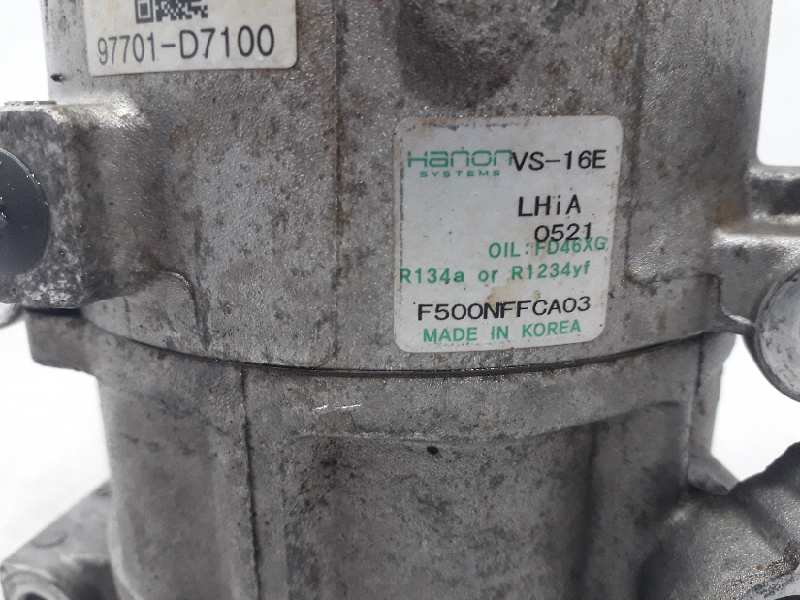 97701-D7100
Hanon VS-16E
SYSTEMS
LHiA
0521
OIL:FD46XG
R134a or R1234yf
F500NFFCA03
MADE IN KOREA